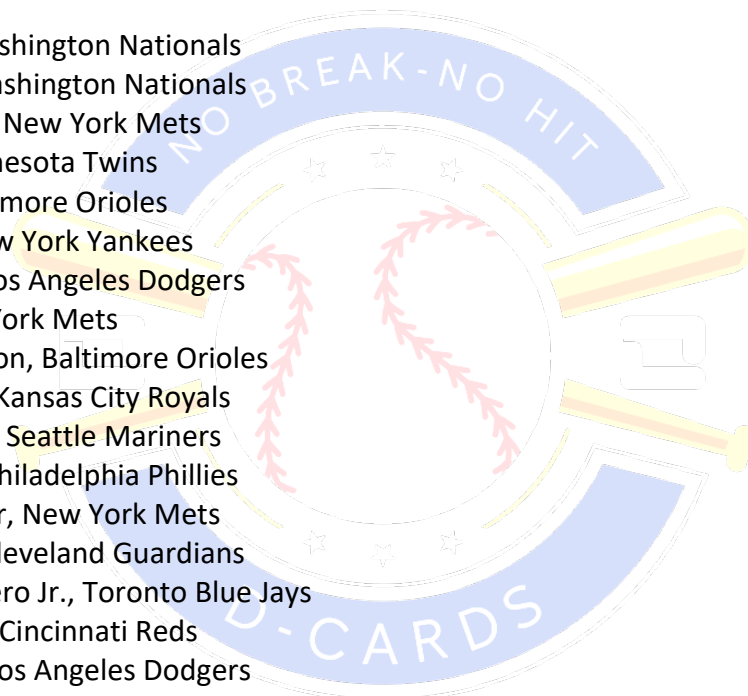 shington Nationals
ashington Nationals
New York Mets
nesota Twins
more Orioles
w York Yankees
os Angeles Dodgers
York Mets
on, Baltimore Orioles
Kansas City Royals
Seattle Mariners
hiladelphia Phillies
r, New York Mets
leveland Guardians
ero Jr., Toronto Blue Jays
Cincinnati Reds
os Angeles Dodgers
NO BREAK-NO HIT
D-CARDS